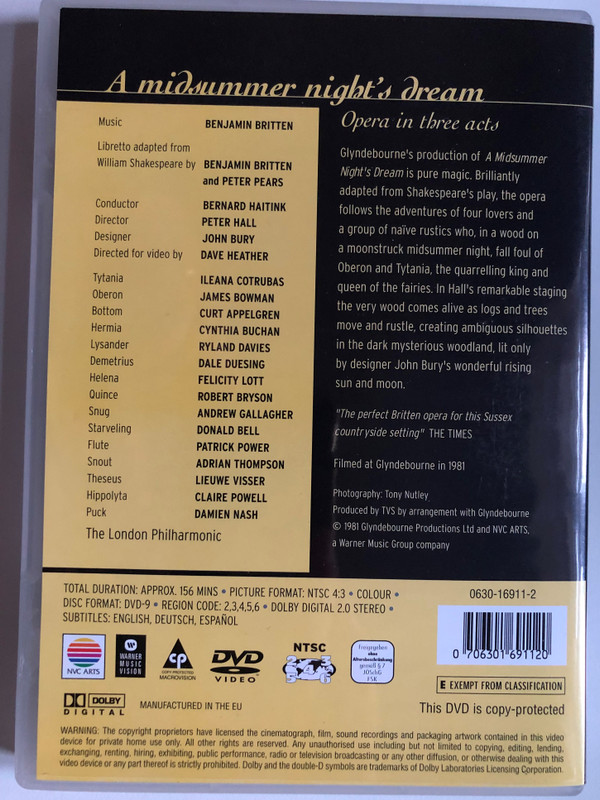 A midsummer night's dream
Music BENJAMIN BRITTEN
Libretto adapted from
William Shakespeare by BENJAMIN BRITTEN
and PETER PEARS
Conductor BERNARD HAITINK
Director PETER HALL
Designer JOHN BURY
Directed for video by DAVE HEATHER
Tytania ILEANA COTRUBAS
Oberon JAMES BOWMAN
Bottom CURT APPELGREN
Hermia CYNTHIA BUCHAN
Lysander RYLAND DAVIES
Demetrius DALE DUESING
Helena FELICITY LOTT
Quince ROBERT BRYSON
Snug ANDREW GALLAGHER
Starveling DONALD BELL
Flute PATRICK POWER
Snout ADRIAN THOMPSON
Theseus LIEUWE VISSER
Hippolyta CLAIRE POWELL
Puck DAMIEN NASH
The London Philharmonic
Opera in three acts
Glyndebourne's production of A Midsummer
Night's Dream is pure magic. Brilliantly
adapted from Shakespeare's play, the opera
follows the adventures of four lovers and
a group of naïve rustics who, in a wood on
a moonstruck midsummer night, fall foul of
Oberon and Tytania, the quarrelling king and
queen of the fairies. In Hall's remarkable staging
the very wood comes alive as logs and trees
move and rustle, creating ambiguous silhouettes
in the dark mysterious woodland, lit only
by designer John Bury's wonderful rising
sun and moon.
"The perfect Britten opera for this Sussex
countryside setting" THE TIMES
Filmed at Glyndebourne in 1981
Photography: Tony Nutley
Produced by TVS by arrangement with Glyndebourne
© 1981 Glyndebourne Productions Ltd and NVC ARTS,
a Warner Music Group company
TOTAL DURATION: APPROX. 156 MINS • PICTURE FORMAT: NTSC 4:3 • COLOUR •
DISC FORMAT: DVD-9 • REGION CODE: 2,3,4,5,6 • DOLBY DIGITAL 2.0 STEREO •
SUBTITLES: ENGLISH, DEUTSCH, ESPAÑOL
0630-16911-2
0 706301 691120
NVC ARTS
WARNER
MUSIC
VISION
CP
COPY-PROTECTED
MACROVISION
DVD
VIDEO
NTSC
2 3 4 5 6
Freigegeben
ohne
Altersbeschränkung
gemäß § 7
JÖSchG
FSK
E EXEMPT FROM CLASSIFICATION
DOLBY
DIGITAL
MANUFACTURED IN THE EU
This DVD is copy-protected
WARNING: The copyright proprietors have licensed the cinematograph, film, sound recordings and packaging artwork contained in this video
device for private home use only. All other rights are reserved. Any unauthorised use including but not limited to copying, editing, lending,
exchanging, renting, hiring, exhibiting, public performance, radio or television broadcasting or any other diffusion, or otherwise dealing with this
video device or any part thereof is strictly prohibited. Dolby and the double-D symbols are trademarks of Dolby Laboratories Licensing Corporation.